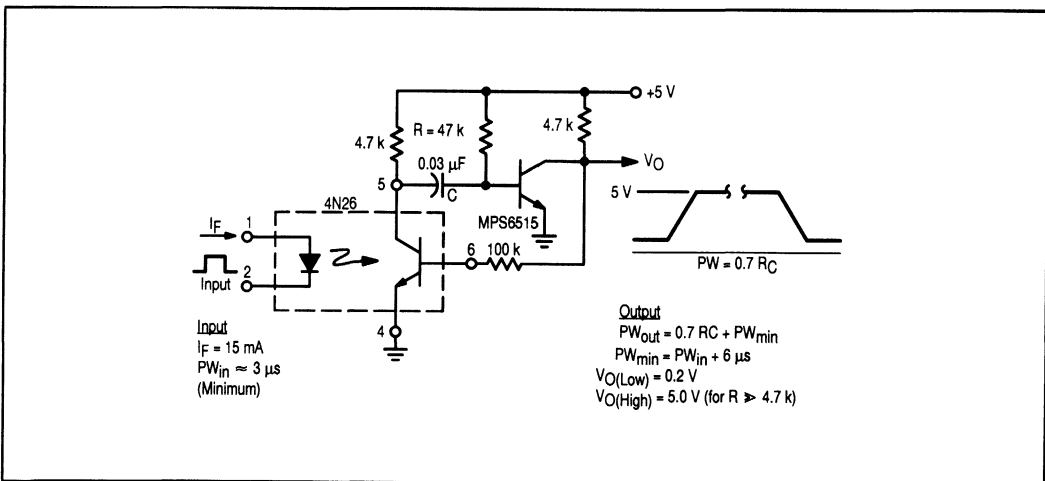 +5 V
4.7 k
R = 47 k
4.7 k
0.03 µF
C
VO
5
MPS6515
4N26
IF
1
2
Input
6
100 k
4
5 V
PW = 0.7 RC
Input
IF = 15 mA
PWin ≈ 3 µs
(Minimum)
Output
PWout = 0.7 RC + PWmin
PWmin = PWin + 6 µs
VO(Low) = 0.2 V
VO(High) = 5.0 V (for R ≫ 4.7 k)